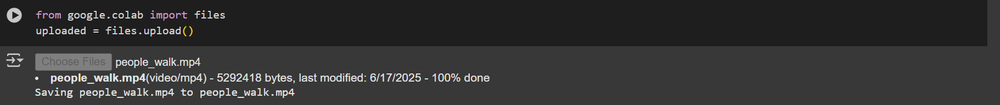 from google.colab import files
uploaded = files.upload()
Choose Files people_walk.mp4
• people_walk.mp4(video/mp4) - 5292418 bytes, last modified: 6/17/2025 - 100% done
Saving people_walk.mp4 to people_walk.mp4